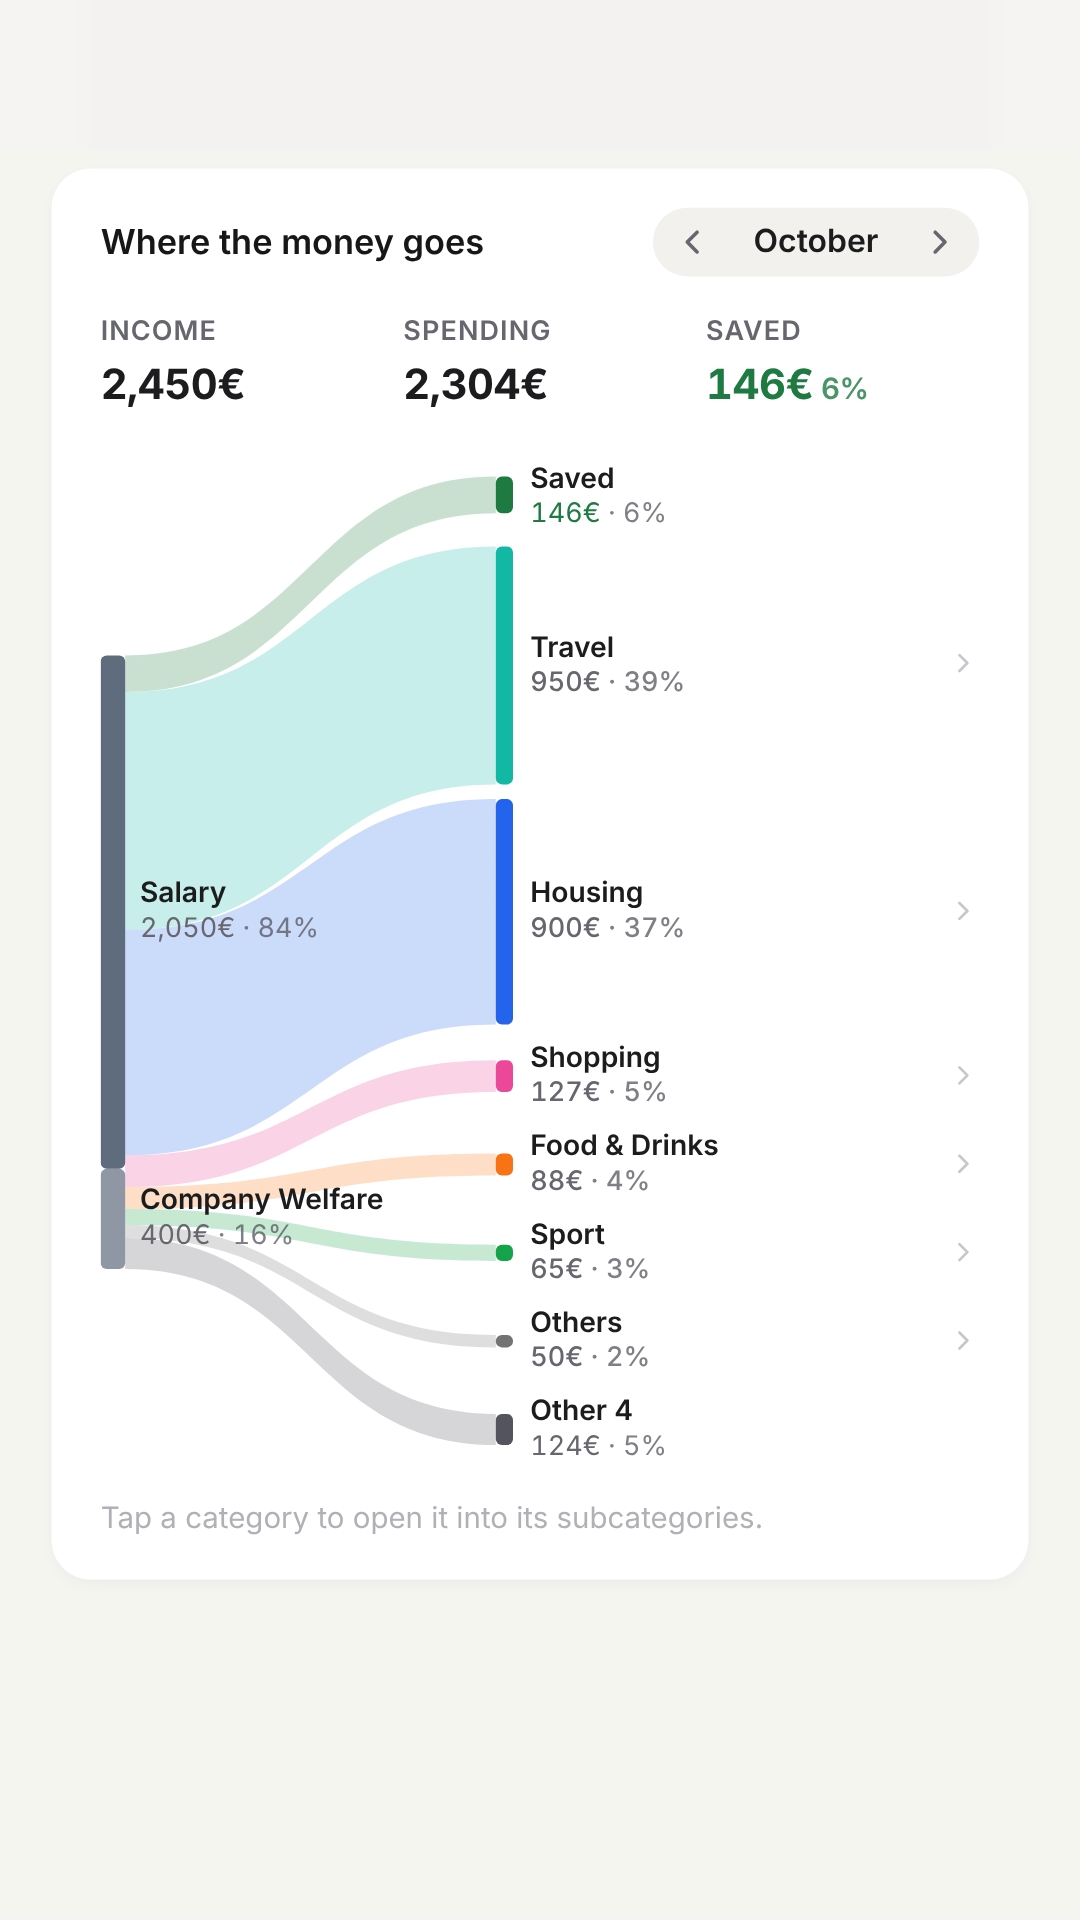 Where the money goes
October
INCOME
2,450€
SPENDING
2,304€
SAVED
146€ 6%
Saved
146€ · 6%
Travel
950€ · 39%
Salary
2,050€ · 84%
Housing
900€ · 37%
Shopping
127€ · 5%
Food & Drinks
88€ · 4%
Company Welfare
400€ · 16%
Sport
65€ · 3%
Others
50€ · 2%
Other 4
124€ · 5%
Tap a category to open it into its subcategories.